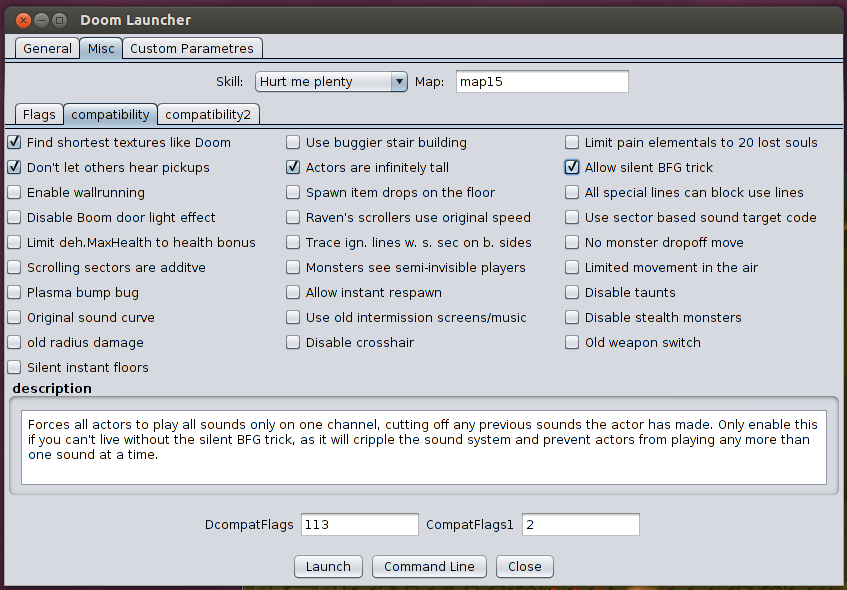 Doom Launcher
General Misc Custom Parametres
Skill: Hurt me plenty Map: map15
Flags compatibility compatibility2
Find shortest textures like Doom Use buggier stair building Limit pain elementals to 20 lost souls
Don't let others hear pickups Actors are infinitely tall Allow silent BFG trick
Enable wallrunning Spawn item drops on the floor All special lines can block use lines
Disable Boom door light effect Raven's scrollers use original speed Use sector based sound target code
Limit deh.MaxHealth to health bonus Trace ign. lines w. s. sec on b. sides No monster dropoff move
Scrolling sectors are additve Monsters see semi-invisible players Limited movement in the air
Plasma bump bug Allow instant respawn Disable taunts
Original sound curve Use old intermission screens/music Disable stealth monsters
old radius damage Disable crosshair Old weapon switch
Silent instant floors
description
Forces all actors to play all sounds only on one channel, cutting off any previous sounds the actor has made. Only enable this
if you can't live without the silent BFG trick, as it will cripple the sound system and prevent actors from playing any more than
one sound at a time.
DcompatFlags 113 CompatFlags1 2
Launch Command Line Close